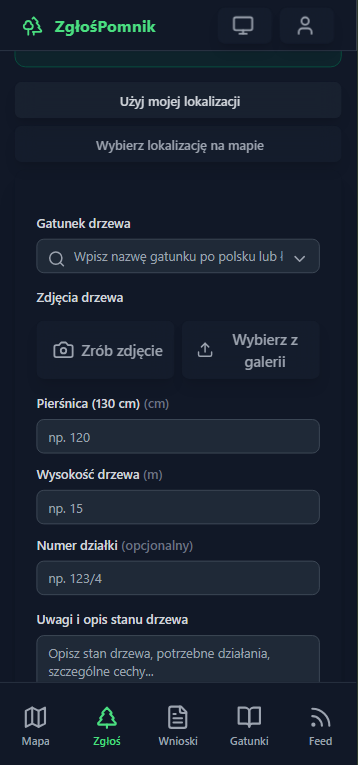 ZgłośPomnik
Użyj mojej lokalizacji
Wybierz lokalizację na mapie
Gatunek drzewa
Wpisz nazwę gatunku po polsku lub ł
Zdjęcia drzewa
Zrób zdjęcie
Wybierz z
galerii
Pierśnica (130 cm) (cm)
np. 120
Wysokość drzewa (m)
np. 15
Numer działki (opcjonalny)
np. 123/4
Uwagi i opis stanu drzewa
Opisz stan drzewa, potrzebne działania,
szczególne cechy...
Mapa
Zgłoś
Wnioski
Gatunki
Feed